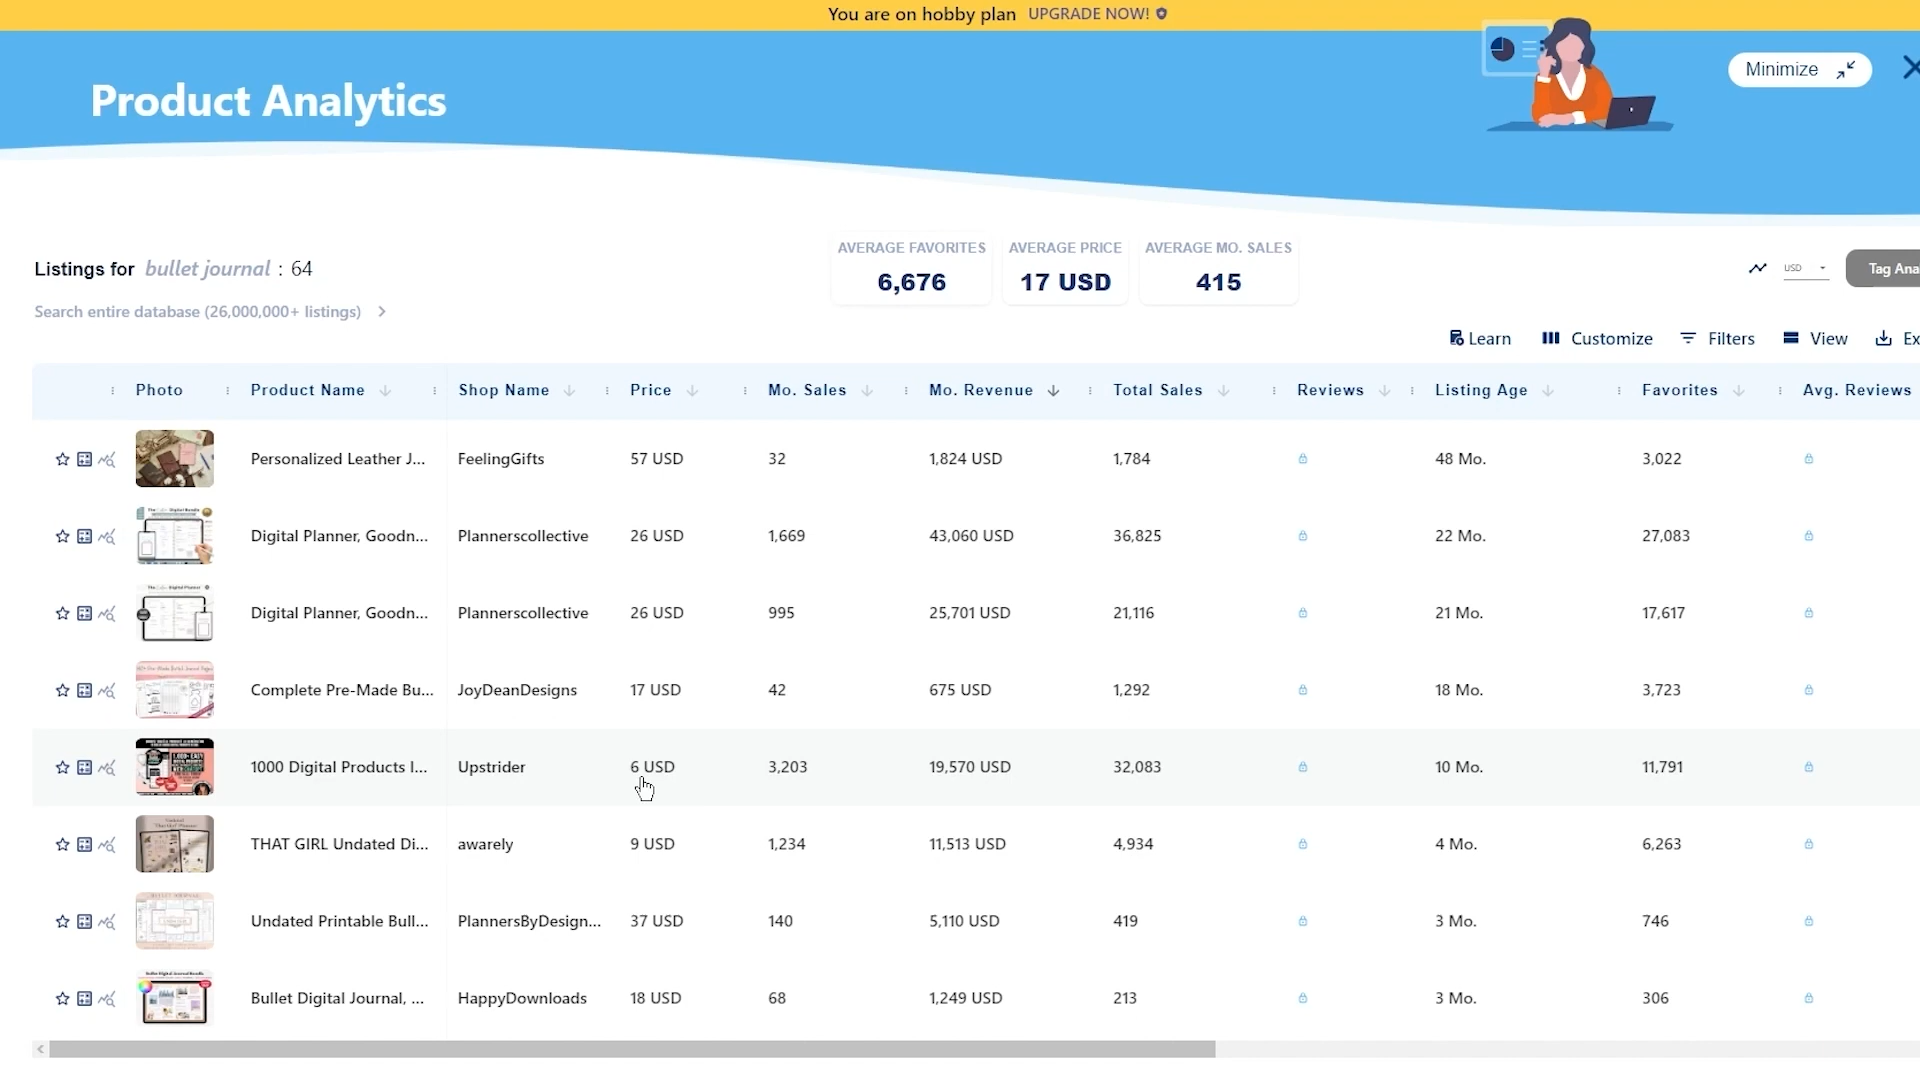 You are on hobby plan UPGRADE NOW!
Minimize
Product Analytics
Listings for bullet journal : 64
Search entire database (26,000,000+ listings)
AVERAGE FAVORITES AVERAGE PRICE AVERAGE MO. SALES
6,676 17 USD 415
USD
Tag Ana
Learn Customize Filters View Ex
Photo Product Name Shop Name Price Mo. Sales Mo. Revenue Total Sales Reviews Listing Age Favorites Avg. Reviews
Personalized Leather J... FeelingGifts 57 USD 32 1,824 USD 1,784 48 Mo. 3,022
Digital Planner, Goodn... Plannerscollective 26 USD 1,669 43,060 USD 36,825 22 Mo. 27,083
Digital Planner, Goodn... Plannerscollective 26 USD 995 25,701 USD 21,116 21 Mo. 17,617
Complete Pre-Made Bu... JoyDeanDesigns 17 USD 42 675 USD 1,292 18 Mo. 3,723
1000 Digital Products I... Upstrider 6 USD 3,203 19,570 USD 32,083 10 Mo. 11,791
THAT GIRL Undated Di... awarely 9 USD 1,234 11,513 USD 4,934 4 Mo. 6,263
Undated Printable Bull... PlannersByDesign... 37 USD 140 5,110 USD 419 3 Mo. 746
Bullet Digital Journal, ... HappyDownloads 18 USD 68 1,249 USD 213 3 Mo. 306